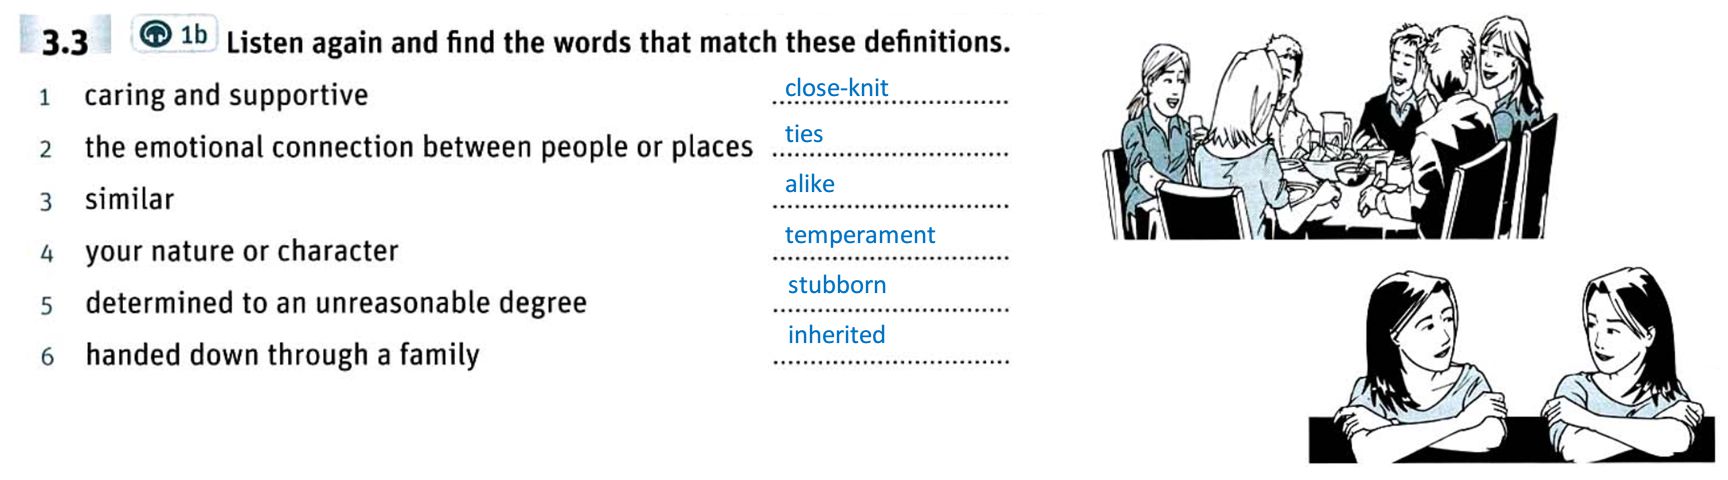 3.3 1b Listen again and find the words that match these definitions.
1 caring and supportive close-knit
2 the emotional connection between people or places ties
3 similar alike
4 your nature or character temperament
5 determined to an unreasonable degree stubborn
6 handed down through a family inherited